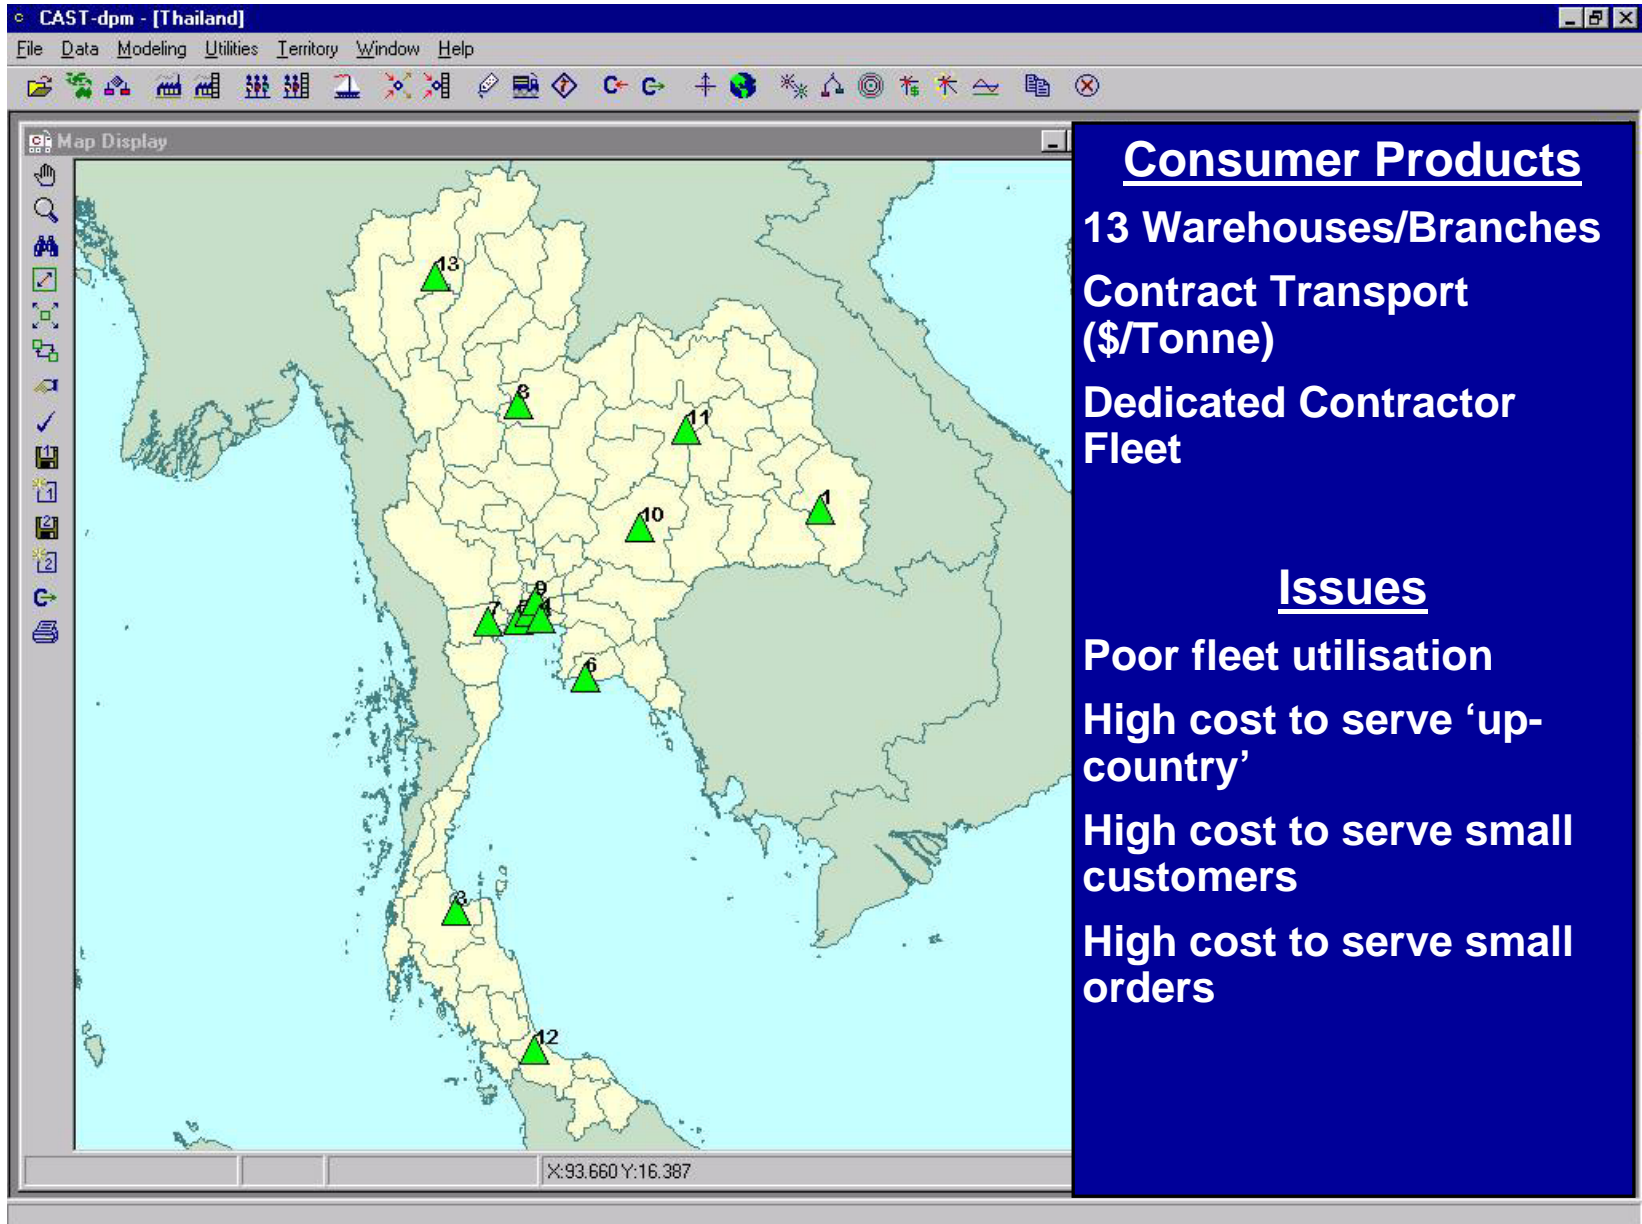 CAST-dpm - [Thailand]
File Data Modeling Utilities Territory Window Help
Map Display
Consumer Products
13 Warehouses/Branches
Contract Transport
($/Tonne)
Dedicated Contractor
Fleet
Issues
Poor fleet utilisation
High cost to serve ‘up-
country’
High cost to serve small
customers
High cost to serve small
orders
13
8
11
1
10
9
7
4
6
3
12
X:93.660 Y:16.387